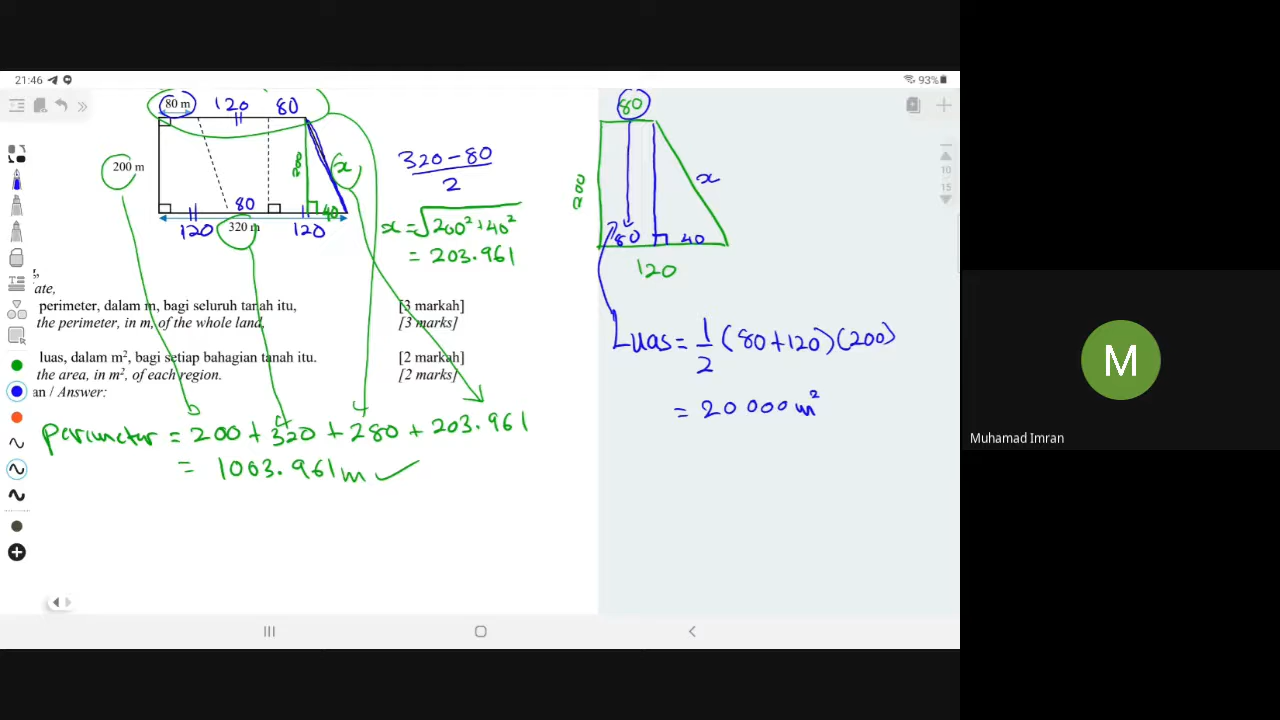 21:46
93%
80 m 120 80
200 m
200
x
80
40
120 320 m 120
320-80
2
x = √200²+40²
= 203.961
80
200
x
80 40
120
ate,
perimeter, dalam m, bagi seluruh tanah itu, [3 markah]
the perimeter, in m, of the whole land, [3 marks]
luas, dalam m², bagi setiap bahagian tanah itu. [2 markah]
the area, in m², of each region. [2 marks]
an / Answer:
perimeter = 200 + 320 + 280 + 203.961
= 1003.961 m
Luas = 1/2 (80+120)(200)
= 20 000 m²
10
15
M
Muhamad Imran